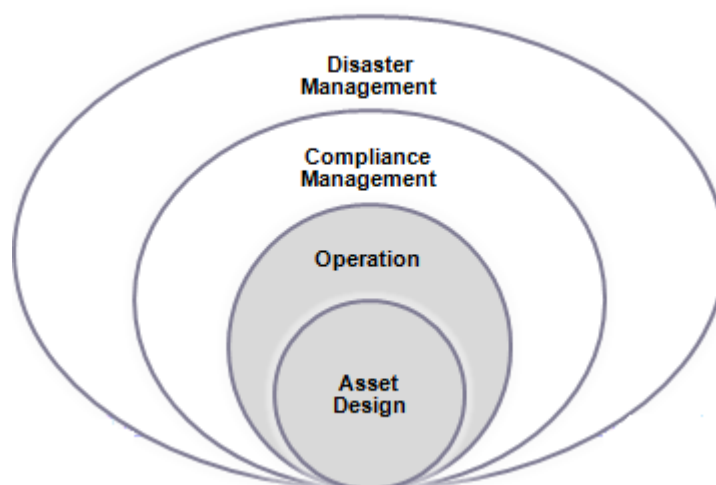 Disaster
Management
Compliance
Management
Operation
Asset
Design